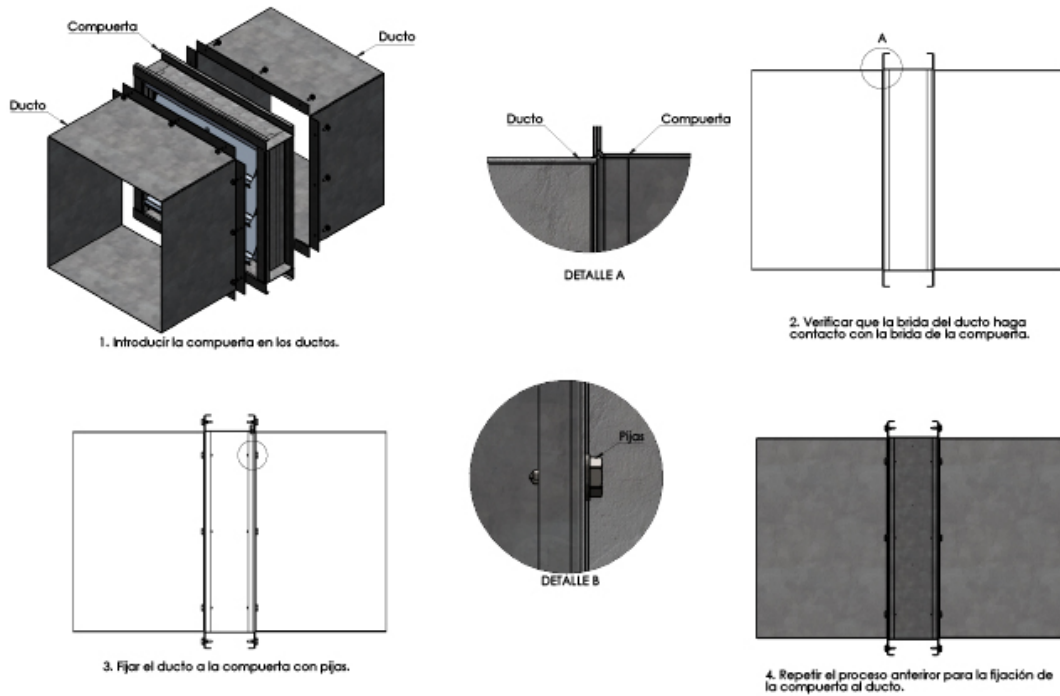 Compuerta
Ducto
Ducto
1. Introducir la compuerta en los ductos.
Ducto
Compuerta
DETALLE A
A
2. Verificar que la brida del ducto haga
contacto con la brida de la compuerta.
3. Fijar el ducto a la compuerta con pijas.
Pijas
DETALLE B
4. Repetir el proceso anteriror para la fijación de
la compuerta al ducto.